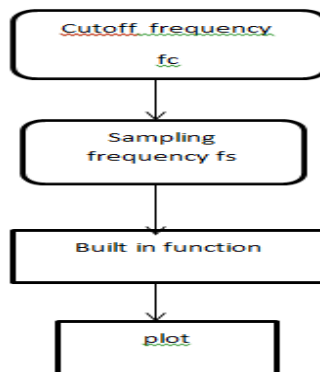 Cutoff frequency
fc
Sampling
frequency fs
Built in function
plot